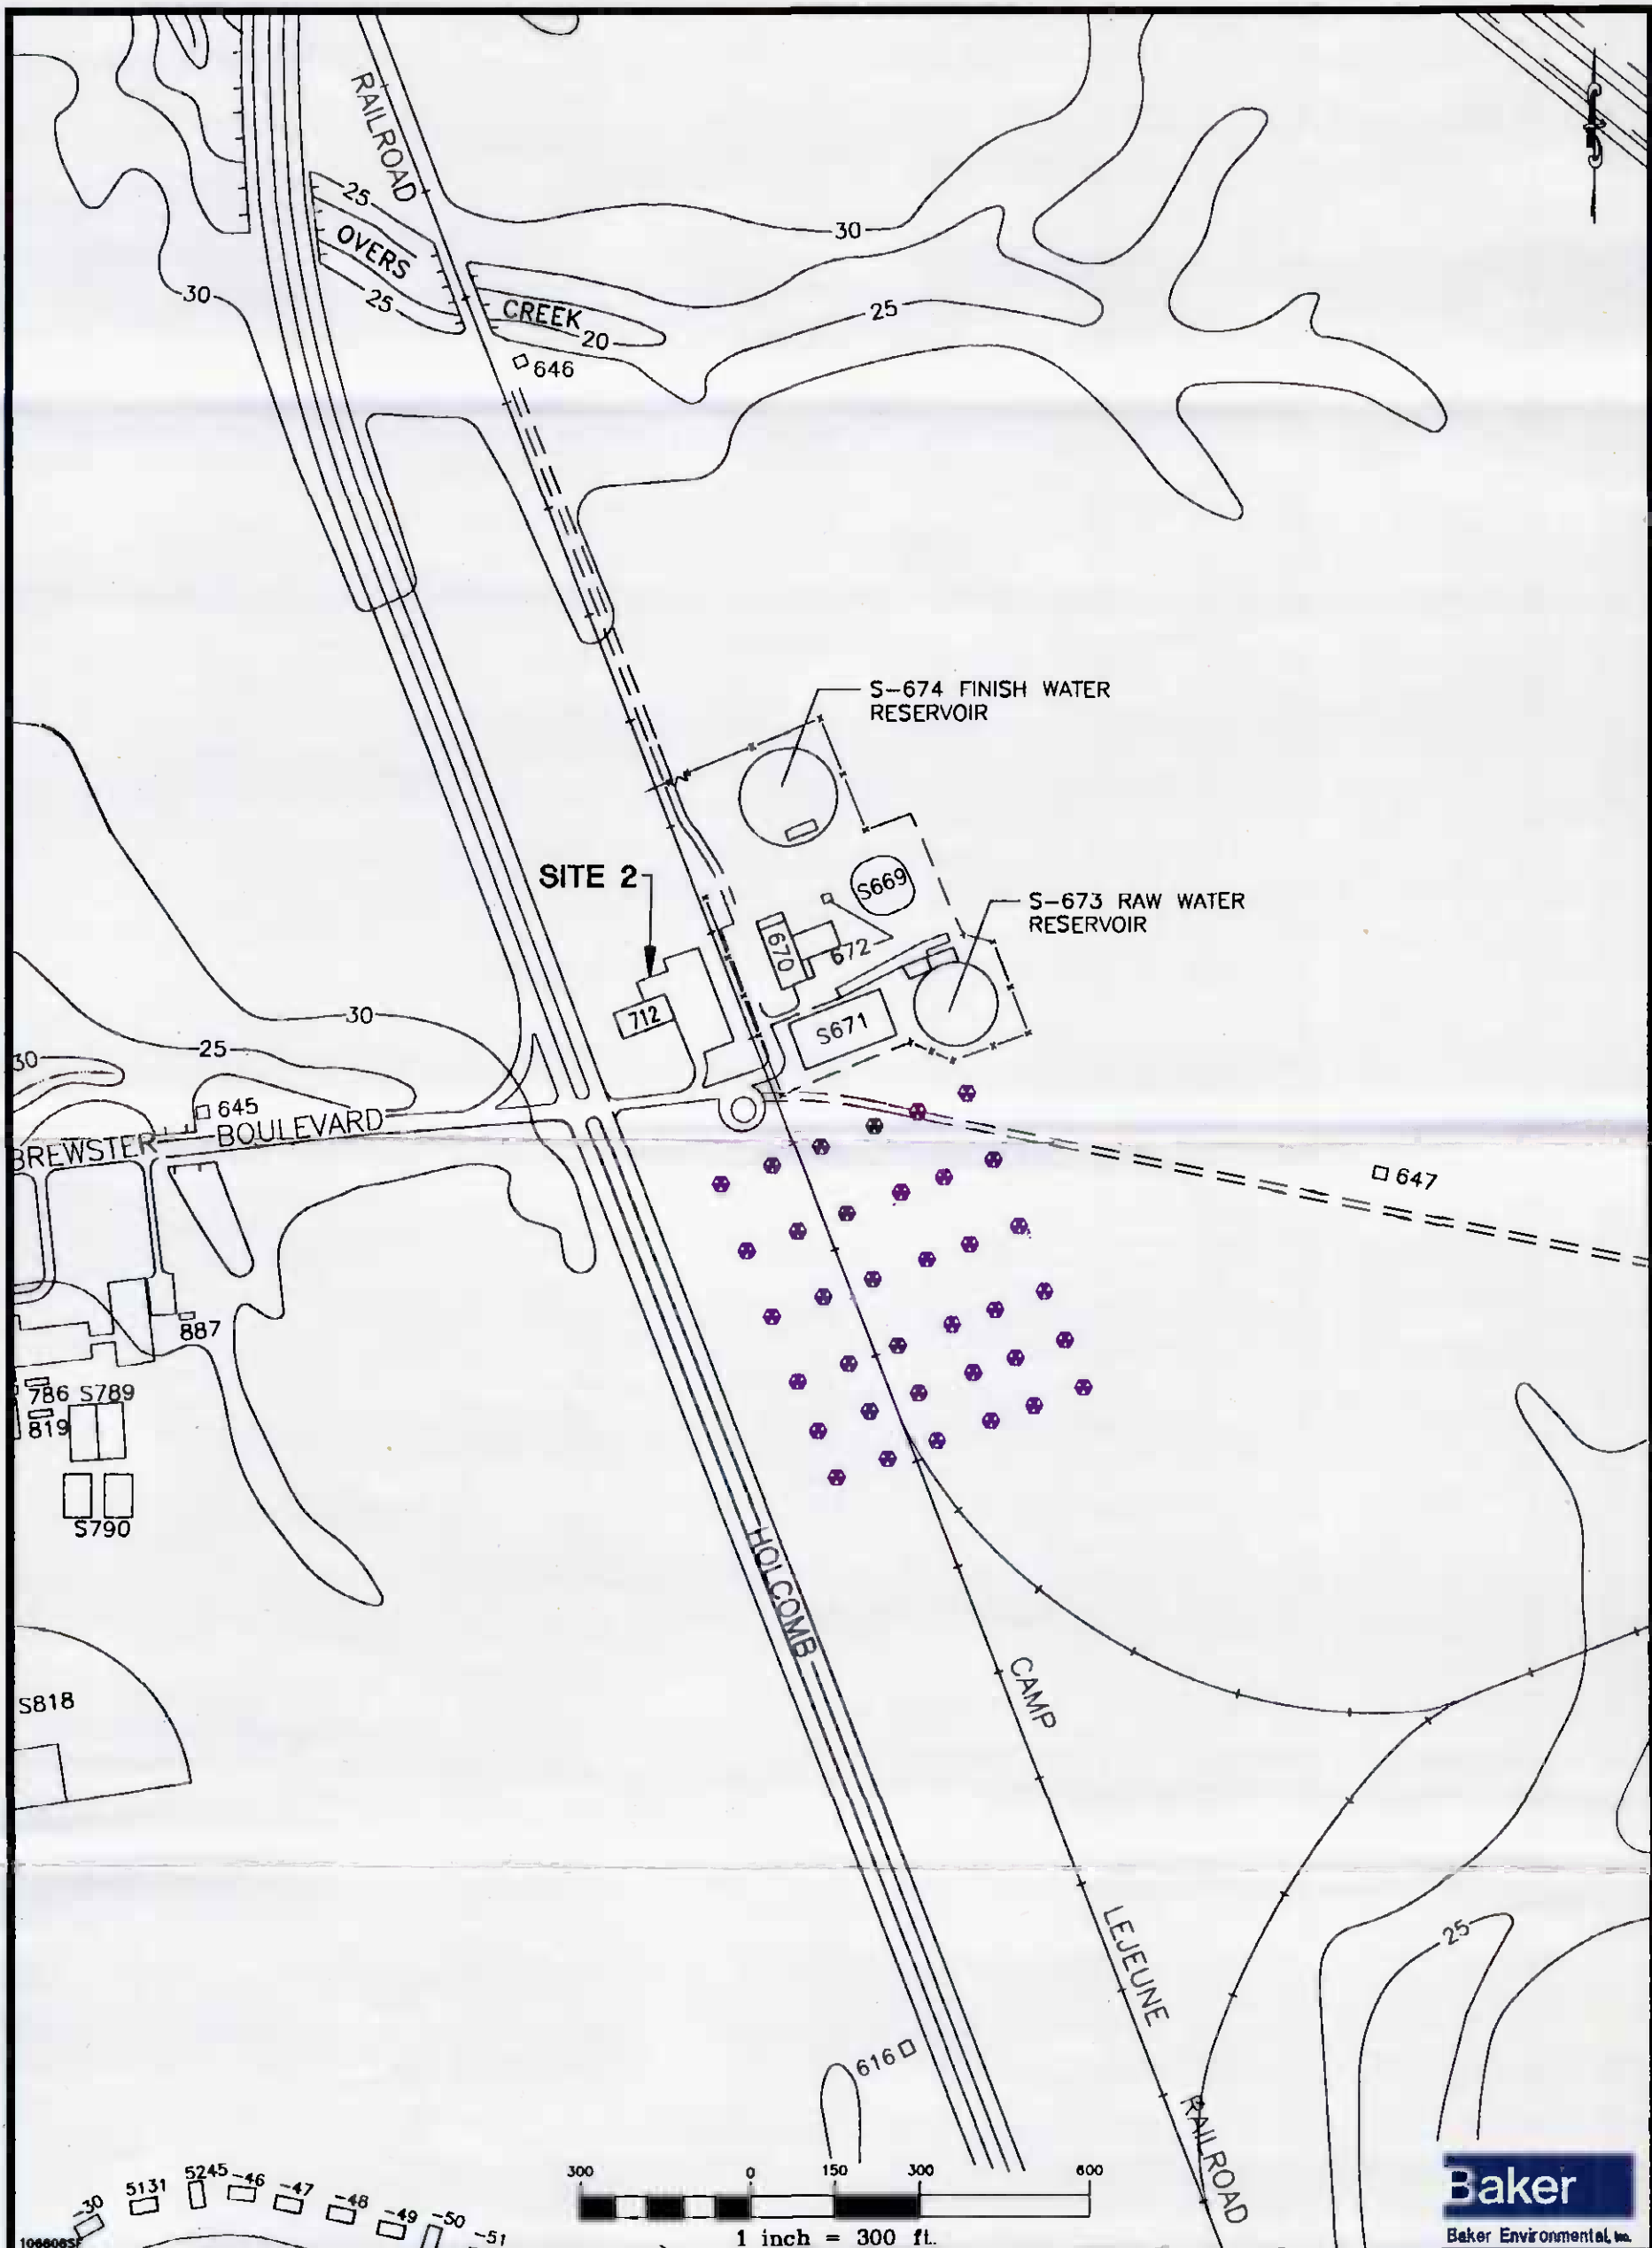 RAILROAD
25
OVERS
25
30
30
CREEK
20
25
646
S-674 FINISH WATER
RESERVOIR
SITE 2
S669
S-673 RAW WATER
RESERVOIR
670
672
712
S671
30
25
30
645
BREWSTER BOULEVARD
647
887
786 S789
819
S790
HOLCOMB
S818
CAMP
LEJEUNE
RAILROAD
25
616
-30
5131
5245
-46
-47
-48
-49
-50
-51
300 0 150 300 600
1 inch = 300 ft.
Baker
Baker Environmental, Inc.